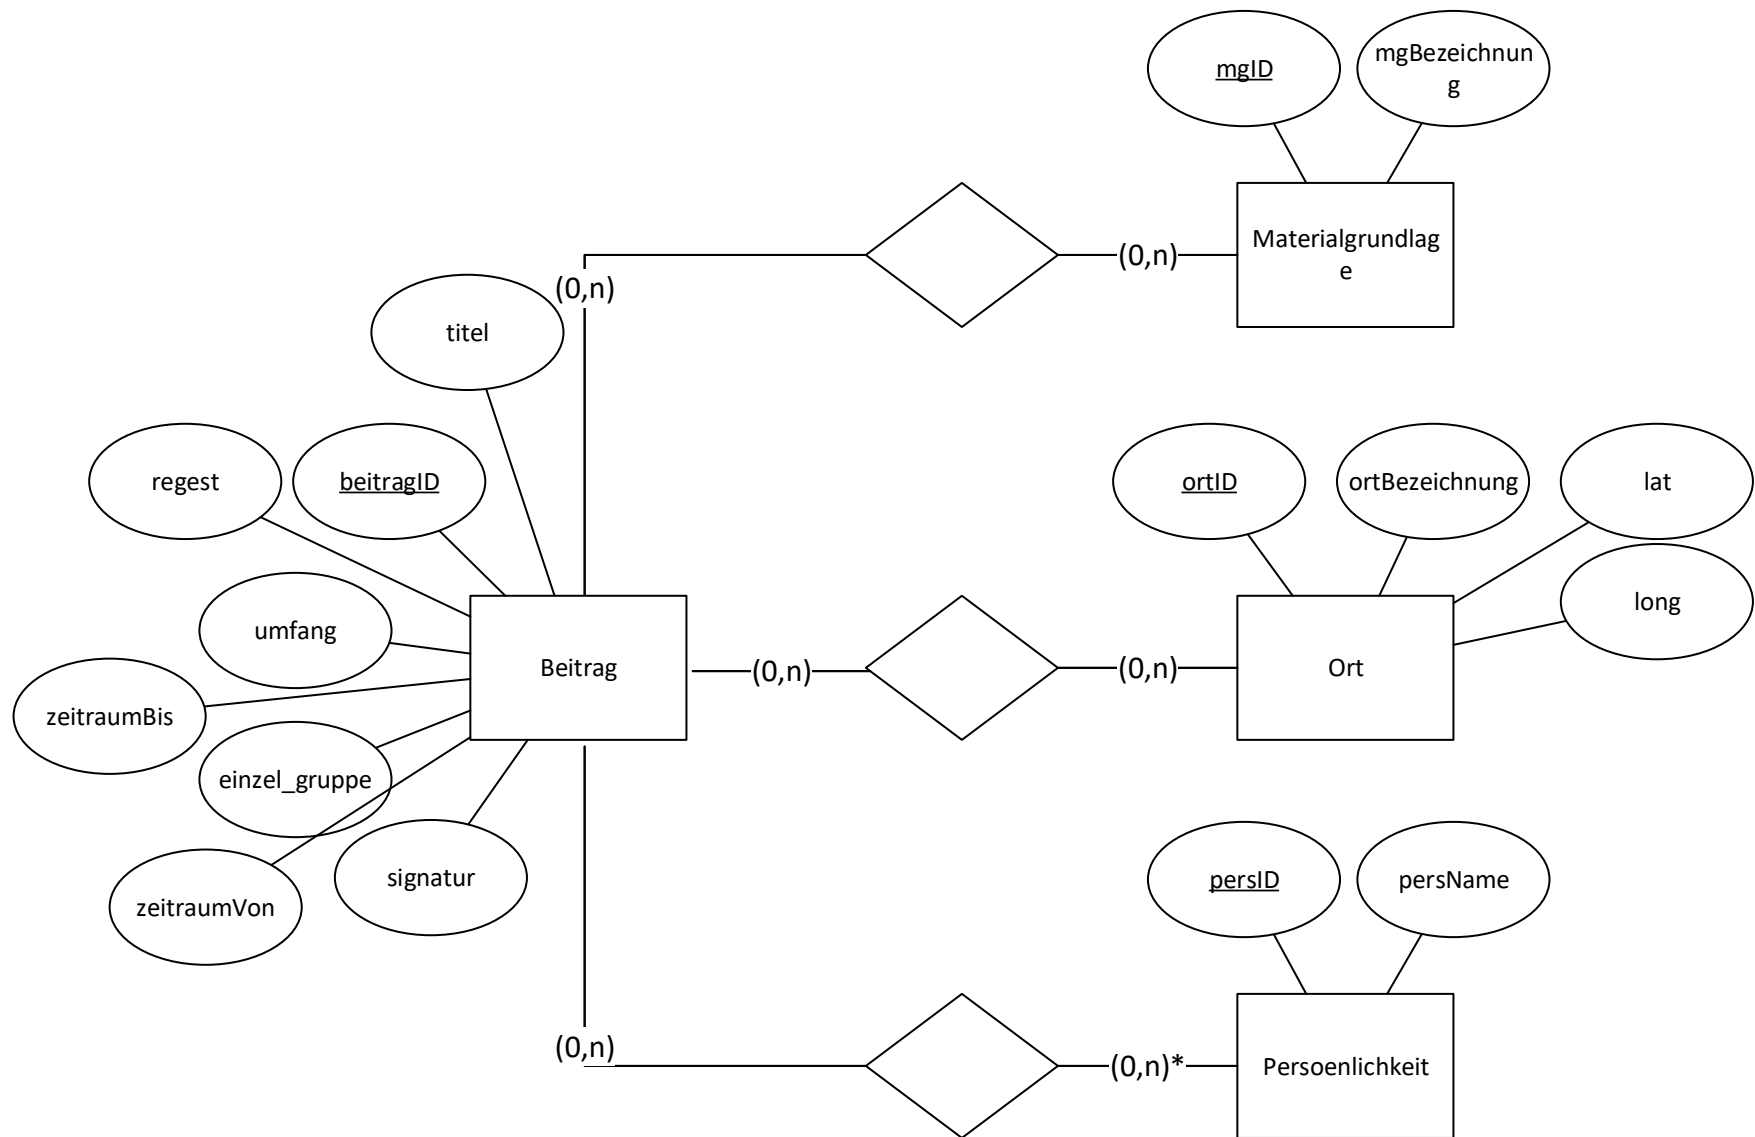 mgID
mgBezeichnun
g
Materialgrundlag
e
(0,n)
(0,n)
titel
regest
beitragID
ortID
ortBezeichnung
lat
long
umfang
Beitrag
(0,n)
(0,n)
Ort
zeitraumBis
einzel_gruppe
signatur
zeitraumVon
persID
persName
(0,n)
(0,n)*
Persoenlichkeit